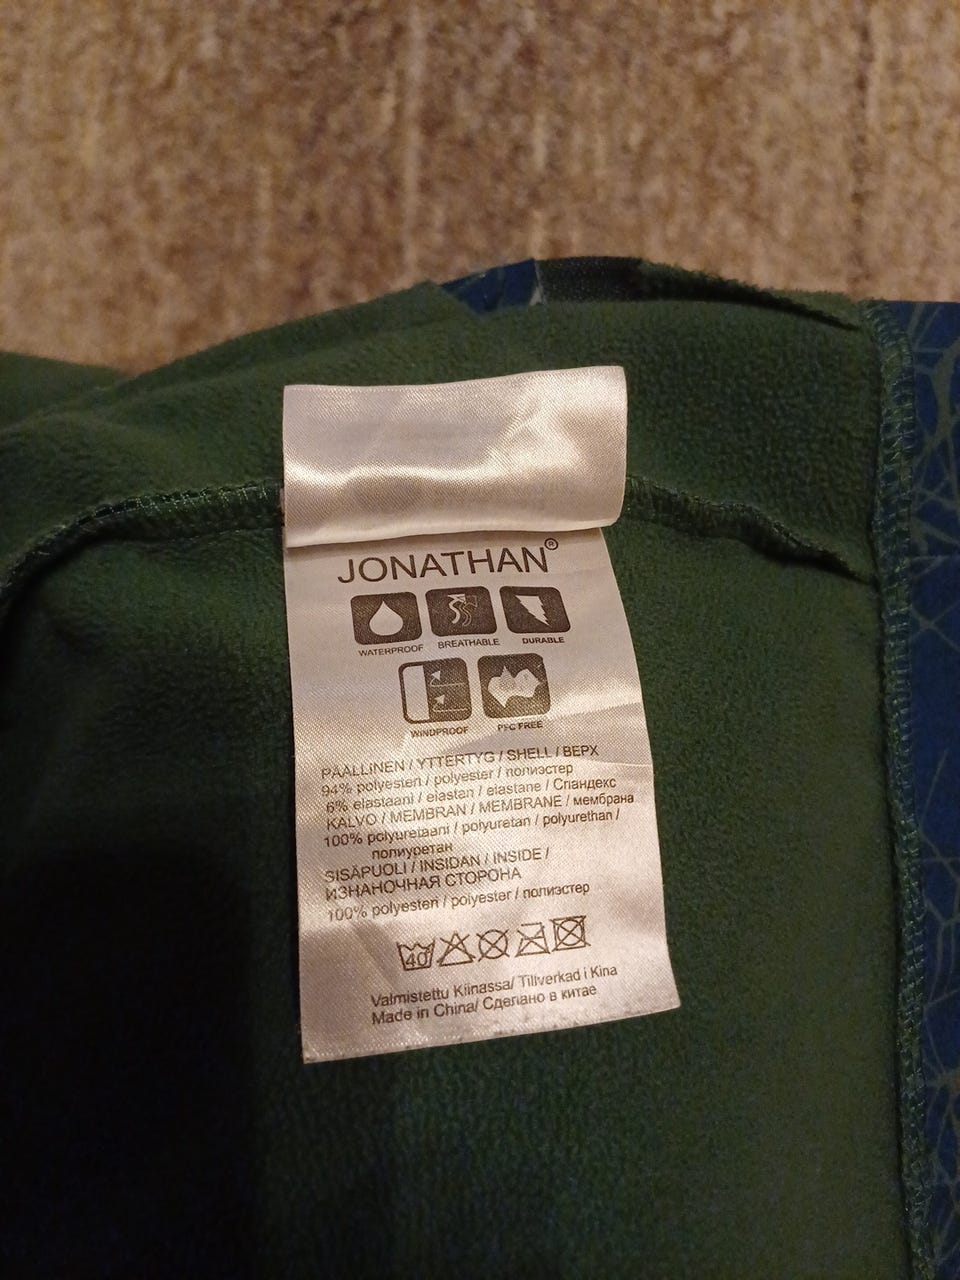 JONATHAN®
WATERPROOF BREATHABLE DURABLE
WINDPROOF PFC FREE
PÄÄLLINEN / YTTERTYG / SHELL / ВЕРХ
94% polyesteri / polyester / полиэстер
6% elastaani / elastan / elastane / Спандекс
KALVO / MEMBRAN / MEMBRANE / мембрана
100% polyuretaani / polyuretan / polyurethan /
полиуретан
SISÄPUOLI / INSIDAN / INSIDE /
ИЗНАНОЧНАЯ СТОРОНА
100% polyesteri / polyester / полиэстер
40
Valmistettu Kiinassa/ Tillverkad i Kina
Made in China/ Сделано в китае